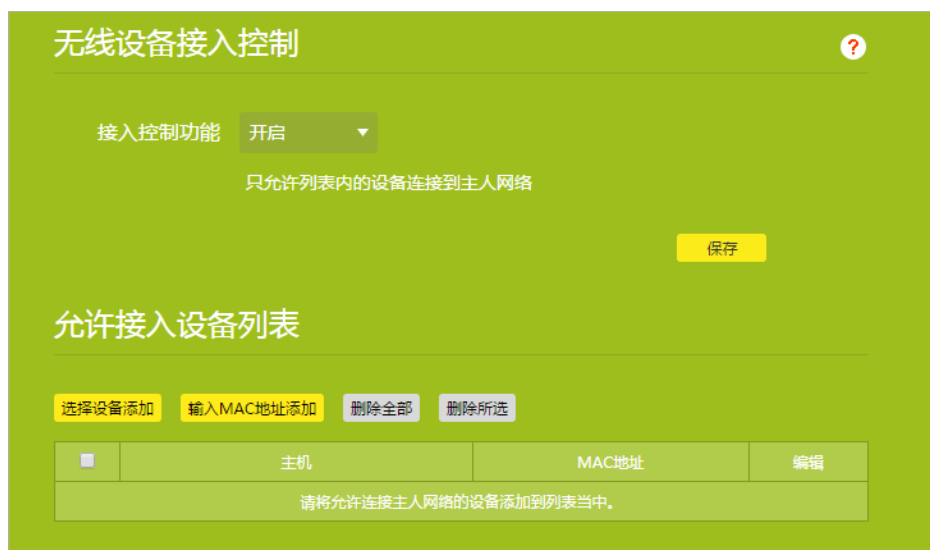 无线设备接入控制
?
接入控制功能 开启
只允许列表内的设备连接到主人网络
保存
允许接入设备列表
选择设备添加 输入MAC地址添加 删除全部 删除所选
主机 MAC地址 编辑
请将允许连接主人网络的设备添加到列表当中。